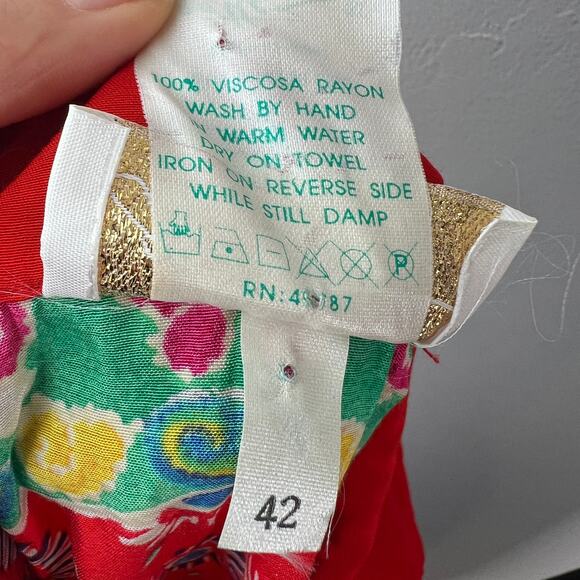 100% VISCOSA RAYON
WASH BY HAND
WARM WATER
DRY ON TOWEL
IRON ON REVERSE SIDE
WHILE STILL DAMP
P
RN:
42